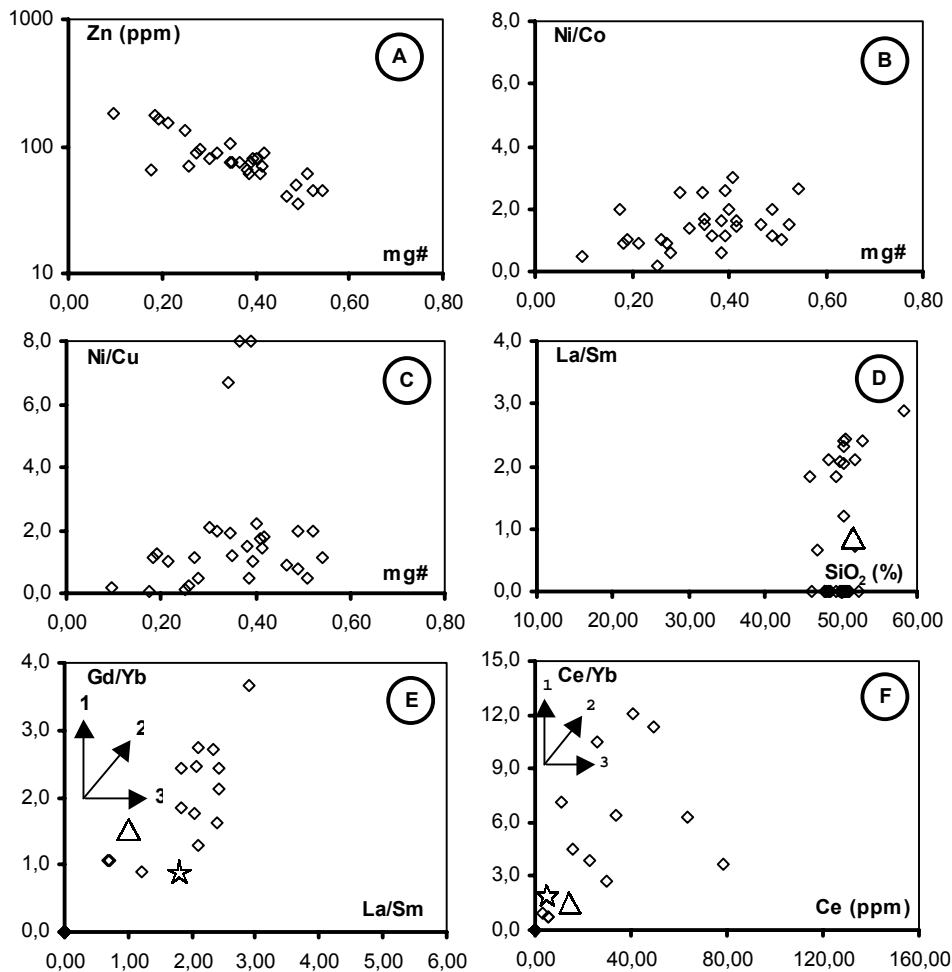 1000
Zn (ppm)
A
100
10
mg#
0,00 0,20 0,40 0,60 0,80
8,0
Ni/Co
B
6,0
4,0
2,0
0,0
mg#
0,00 0,20 0,40 0,60 0,80
8,0
Ni/Cu
C
6,0
4,0
2,0
0,0
mg#
0,00 0,20 0,40 0,60 0,80
4,0
La/Sm
D
3,0
2,0
1,0
0,0
SiO2 (%)
10,00 20,00 30,00 40,00 50,00 60,00
4,0
Gd/Yb
E
1
2
3
3,0
2,0
1,0
0,0
La/Sm
0,00 1,00 2,00 3,00 4,00 5,00 6,00
15,0
Ce/Yb
F
1
2
3
12,0
9,0
6,0
3,0
0,0
Ce (ppm)
0,00 40,00 80,00 120,00 160,00